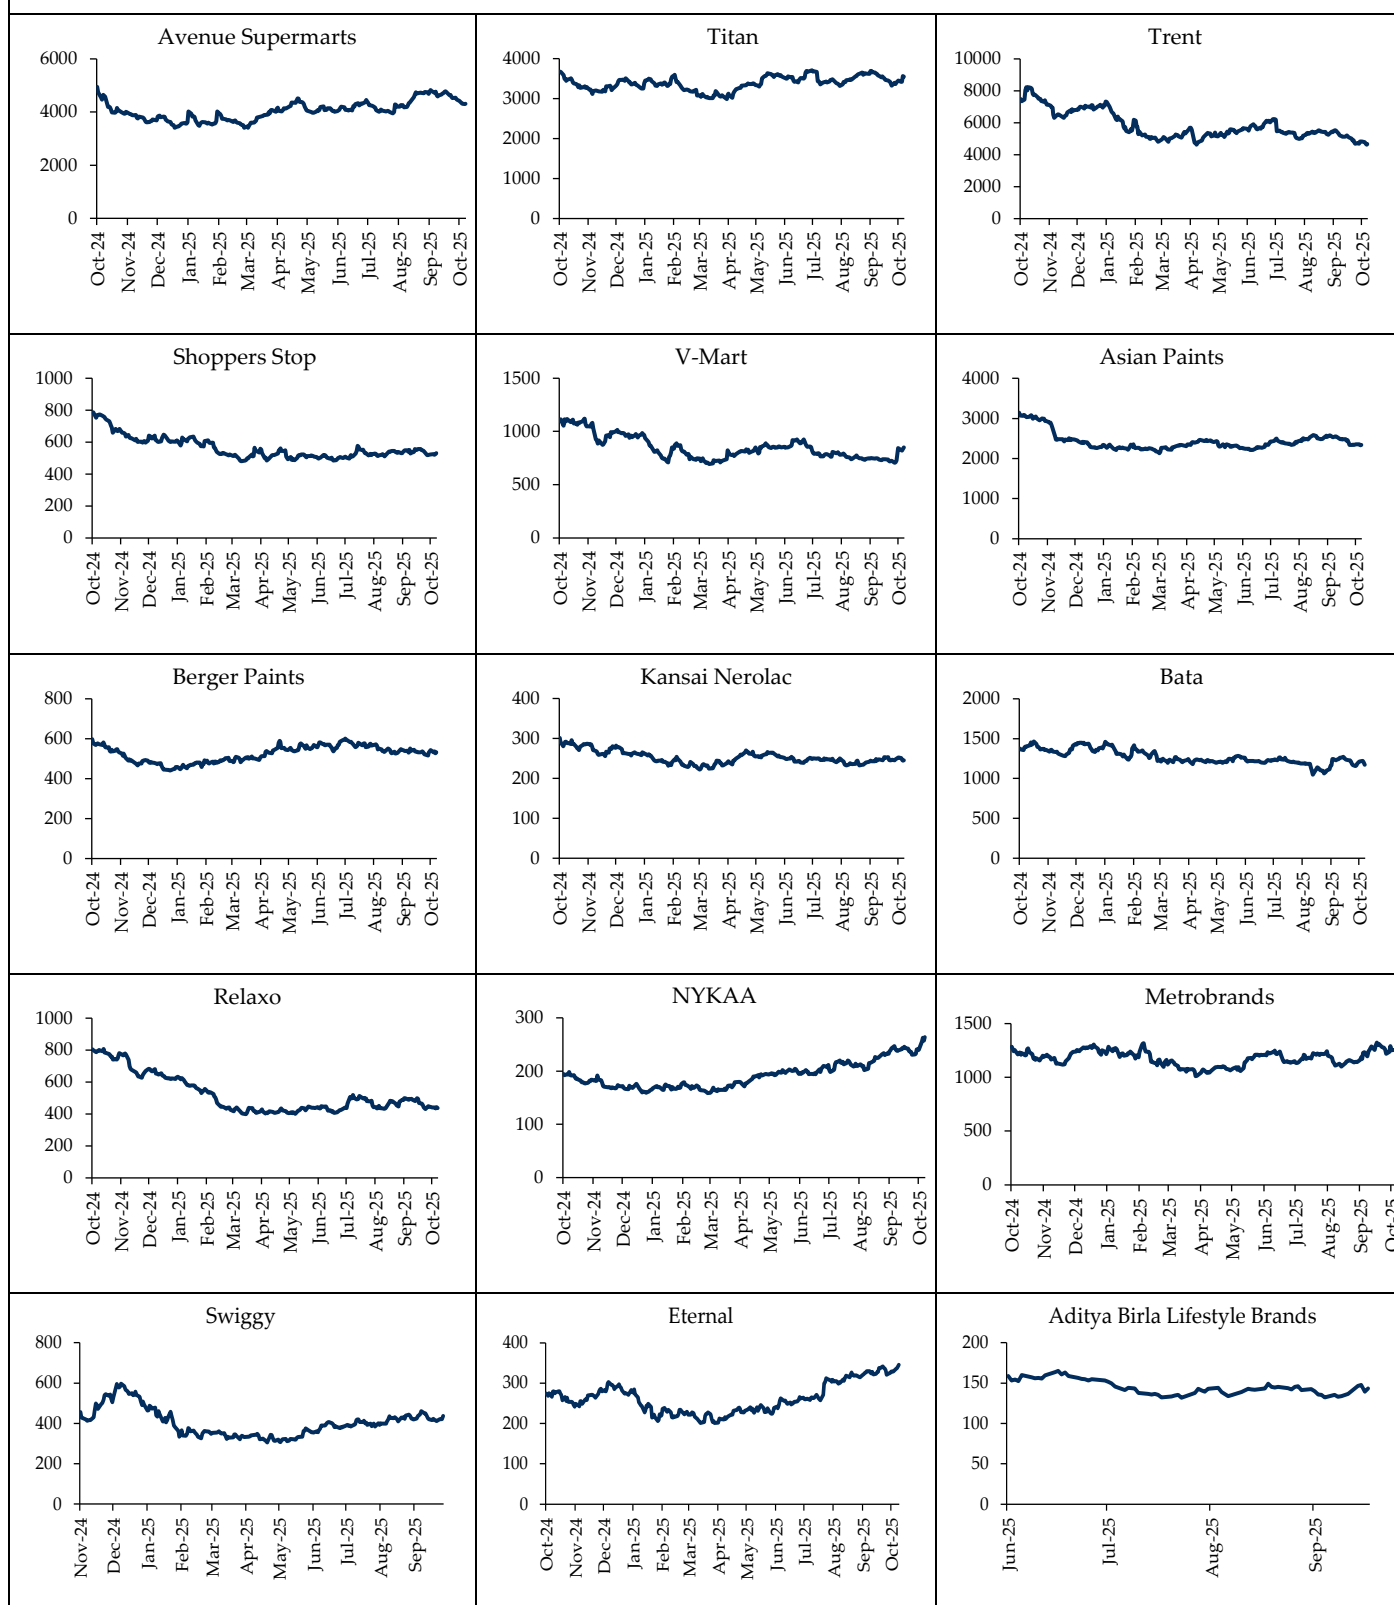 Avenue Supermarts
6000
4000
2000
0
Oct-24
Nov-24
Dec-24
Jan-25
Feb-25
Mar-25
Apr-25
May-25
Jun-25
Jul-25
Aug-25
Sep-25
Oct-25
Titan
4000
3000
2000
1000
0
Oct-24
Nov-24
Dec-24
Jan-25
Feb-25
Mar-25
Apr-25
May-25
Jun-25
Jul-25
Aug-25
Sep-25
Oct-25
Trent
10000
8000
6000
4000
2000
0
Oct-24
Nov-24
Dec-24
Jan-25
Feb-25
Mar-25
Apr-25
May-25
Jun-25
Jul-25
Aug-25
Sep-25
Oct-25
Shoppers Stop
1000
800
600
400
200
0
Oct-24
Nov-24
Dec-24
Jan-25
Feb-25
Mar-25
Apr-25
May-25
Jun-25
Jul-25
Aug-25
Sep-25
Oct-25
V-Mart
1500
1000
500
0
Oct-24
Nov-24
Dec-24
Jan-25
Feb-25
Mar-25
Apr-25
May-25
Jun-25
Jul-25
Aug-25
Sep-25
Oct-25
Asian Paints
4000
3000
2000
1000
0
Oct-24
Nov-24
Dec-24
Jan-25
Feb-25
Mar-25
Apr-25
May-25
Jun-25
Jul-25
Aug-25
Sep-25
Oct-25
Berger Paints
800
600
400
200
0
Oct-24
Nov-24
Dec-24
Jan-25
Feb-25
Mar-25
Apr-25
May-25
Jun-25
Jul-25
Aug-25
Sep-25
Oct-25
Kansai Nerolac
400
300
200
100
0
Oct-24
Nov-24
Dec-24
Jan-25
Feb-25
Mar-25
Apr-25
May-25
Jun-25
Jul-25
Aug-25
Sep-25
Oct-25
Bata
2000
1500
1000
500
0
Oct-24
Nov-24
Dec-24
Jan-25
Feb-25
Mar-25
Apr-25
May-25
Jun-25
Jul-25
Aug-25
Sep-25
Oct-25
Relaxo
1000
800
600
400
200
0
Oct-24
Nov-24
Dec-24
Jan-25
Feb-25
Mar-25
Apr-25
May-25
Jun-25
Jul-25
Aug-25
Sep-25
Oct-25
NYKAA
300
200
100
0
Oct-24
Nov-24
Dec-24
Jan-25
Feb-25
Mar-25
Apr-25
May-25
Jun-25
Jul-25
Aug-25
Sep-25
Oct-25
Metrobrands
1500
1000
500
0
Oct-24
Nov-24
Dec-24
Jan-25
Feb-25
Mar-25
Apr-25
May-25
Jun-25
Jul-25
Aug-25
Sep-25
Oct-25
Swiggy
800
600
400
200
0
Nov-24
Dec-24
Jan-25
Feb-25
Mar-25
Apr-25
May-25
Jun-25
Jul-25
Aug-25
Sep-25
Eternal
400
300
200
100
0
Oct-24
Nov-24
Dec-24
Jan-25
Feb-25
Mar-25
Apr-25
May-25
Jun-25
Jul-25
Aug-25
Sep-25
Oct-25
Aditya Birla Lifestyle Brands
200
150
100
50
0
Jun-25
Jul-25
Aug-25
Sep-25